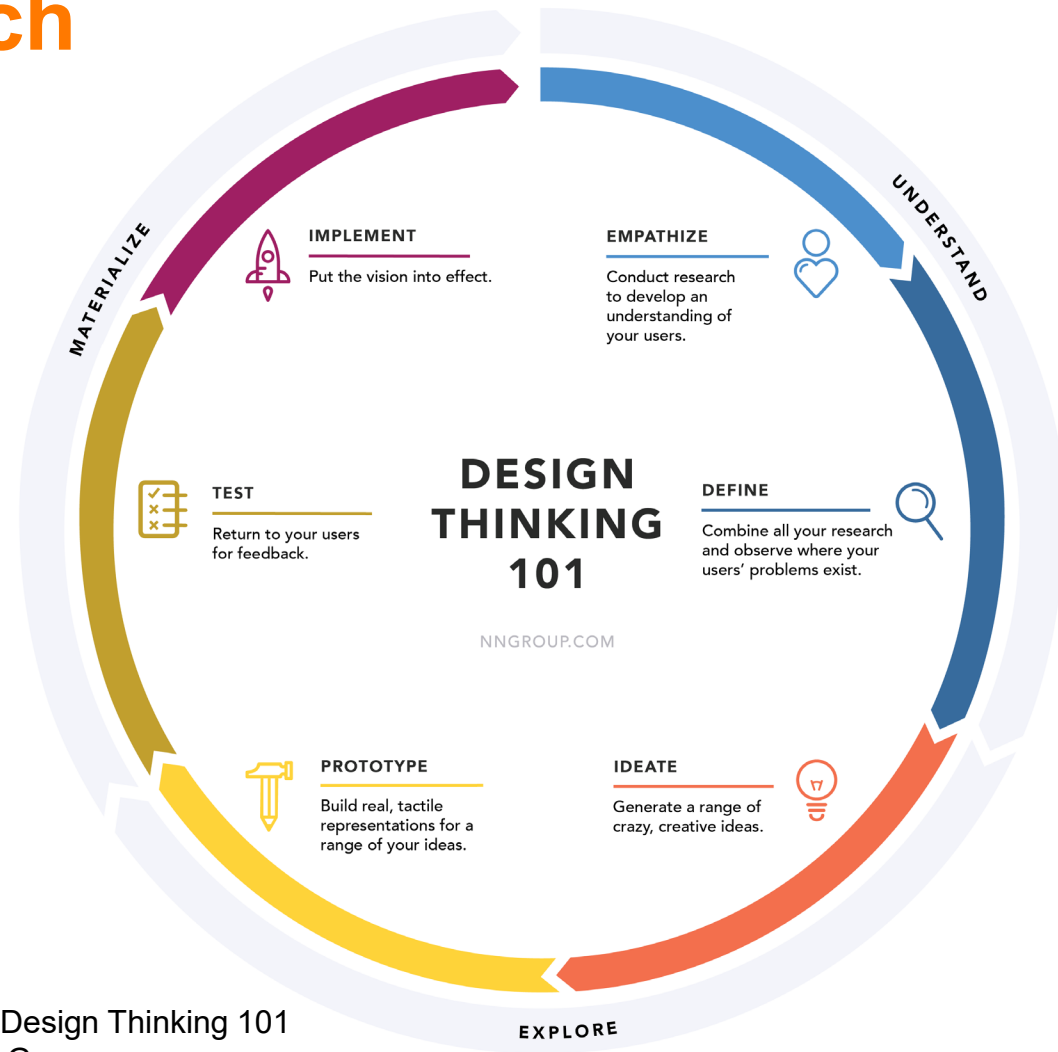 ch
MATERIALIZE
UNDERSTAND
IMPLEMENT
Put the vision into effect.
EMPATHIZE
Conduct research
to develop an
understanding of
your users.
TEST
Return to your users
for feedback.
DESIGN
THINKING
101
NNGROUP.COM
DEFINE
Combine all your research
and observe where your
users’ problems exist.
PROTOTYPE
Build real, tactile
representations for a
range of your ideas.
IDEATE
Generate a range of
crazy, creative ideas.
EXPLORE
Design Thinking 101